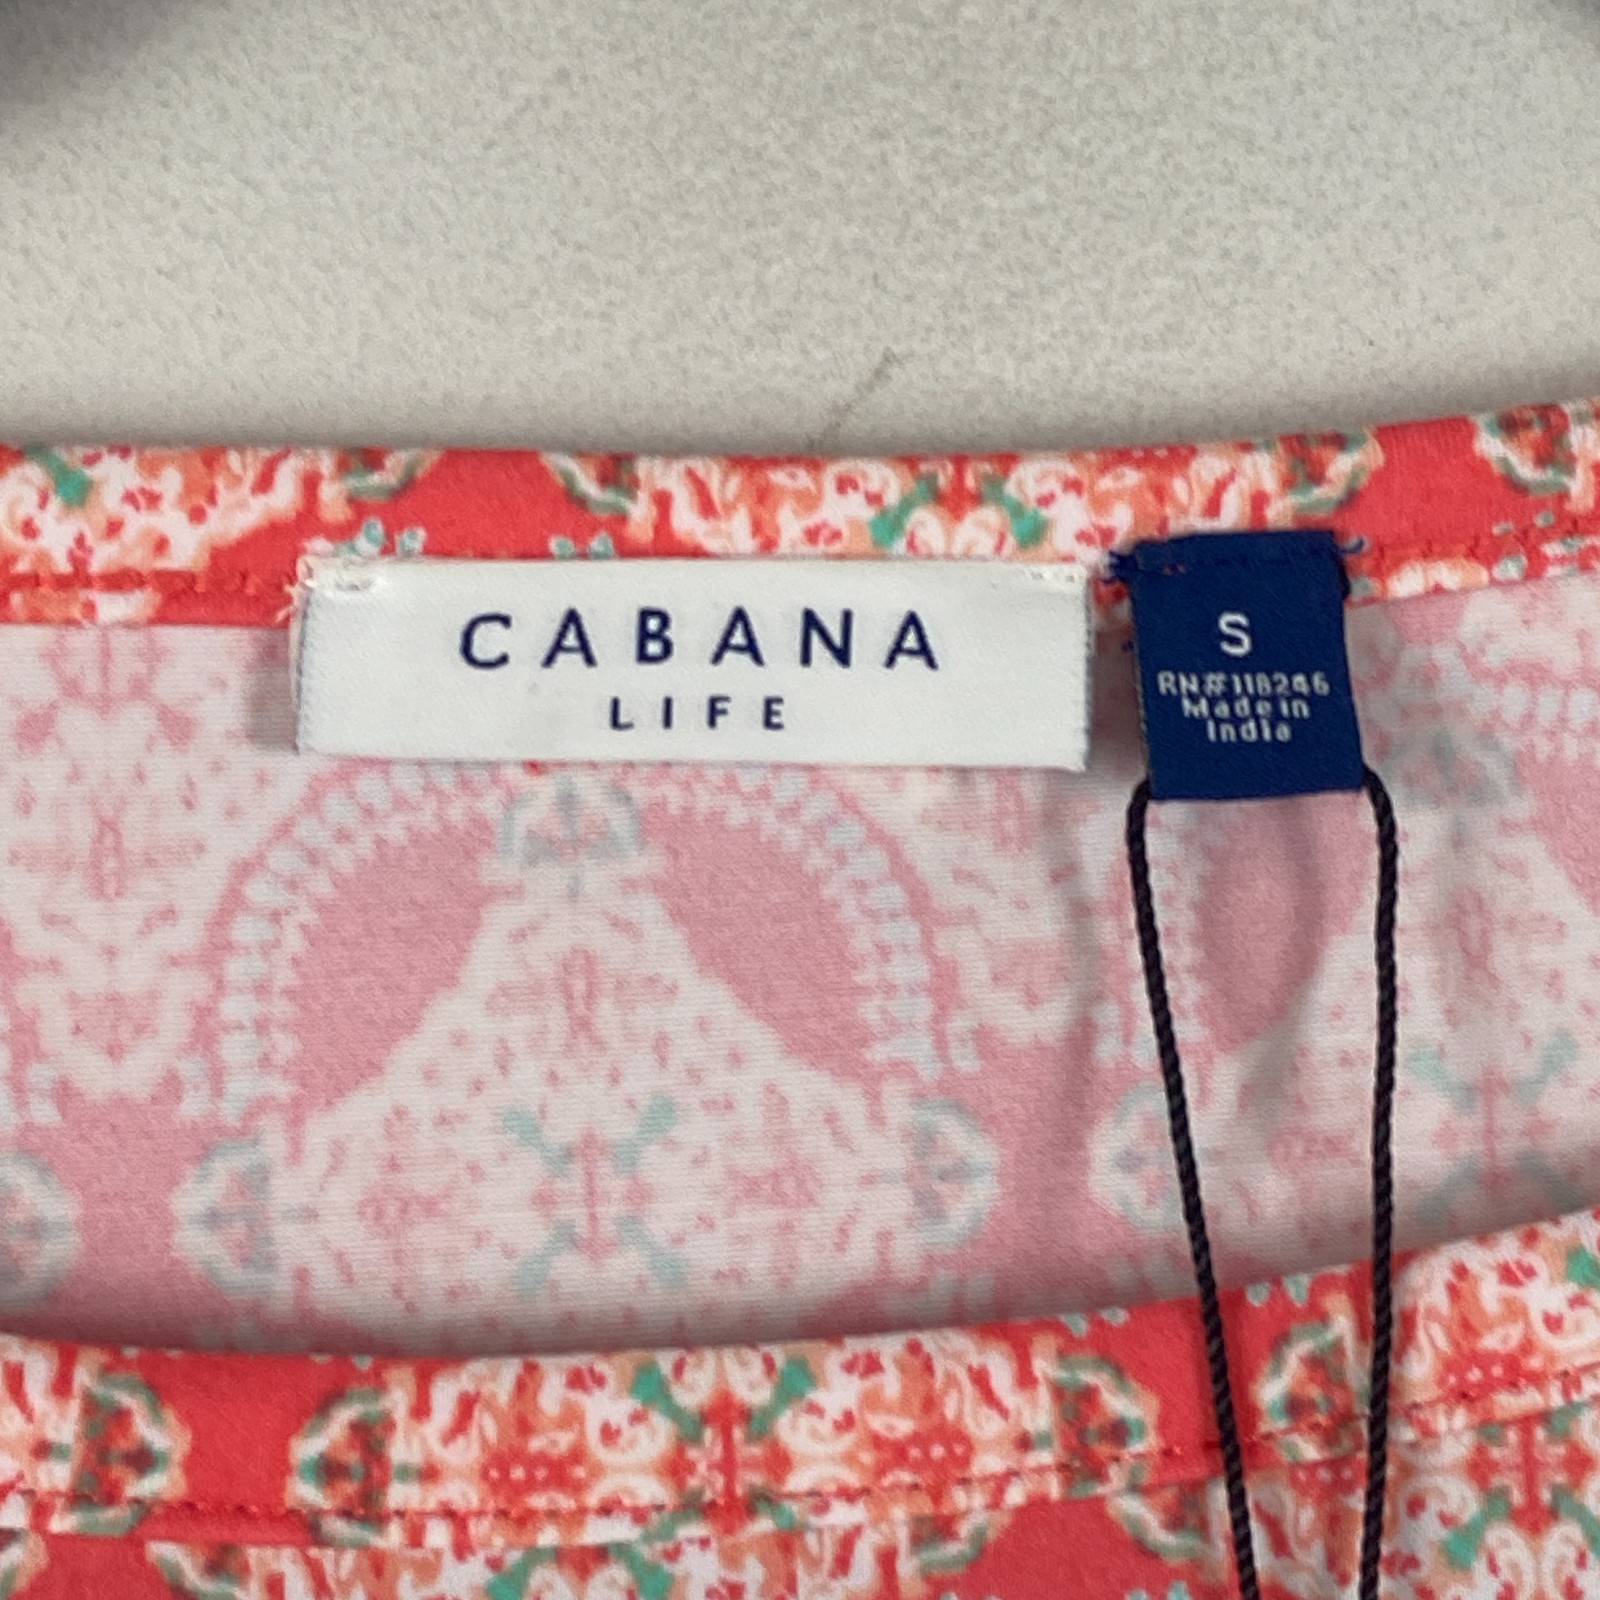 CABANA
LIFE
S
RN#118246
Made in
India